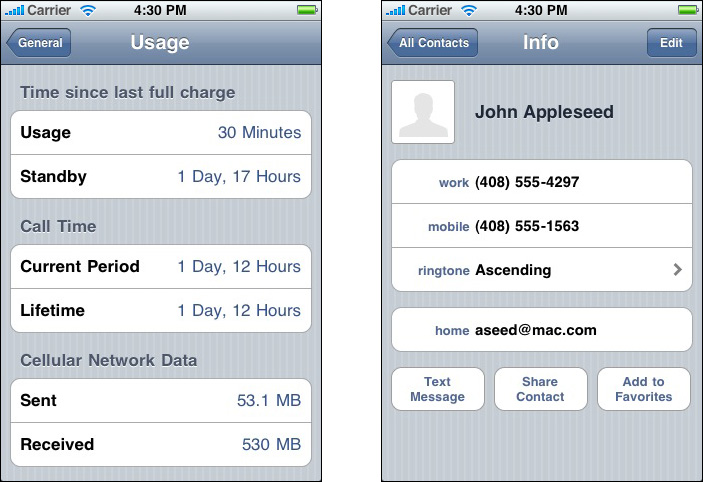 Carrier 4:30 PM
General Usage
Time since last full charge
Usage 30 Minutes
Standby 1 Day, 17 Hours
Call Time
Current Period 1 Day, 12 Hours
Lifetime 1 Day, 12 Hours
Cellular Network Data
Sent 53.1 MB
Received 530 MB
Carrier 4:30 PM
All Contacts Info Edit
John Appleseed
work (408) 555-4297
mobile (408) 555-1563
ringtone Ascending
home aseed@mac.com
Text
Message
Share
Contact
Add to
Favorites